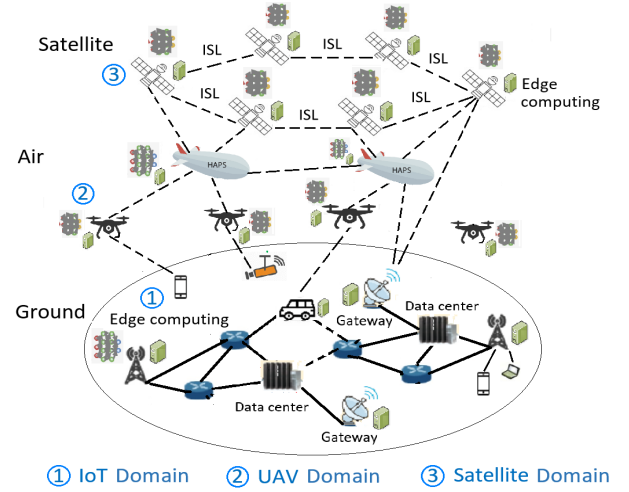 Satellite
ISL
ISL
ISL
③
ISL
ISL
ISL
Edge
computing
Air
HAPS
HAPS
②
①
Ground
Edge computing
Gateway
Data center
Data center
Gateway
① IoT Domain ② UAV Domain ③ Satellite Domain